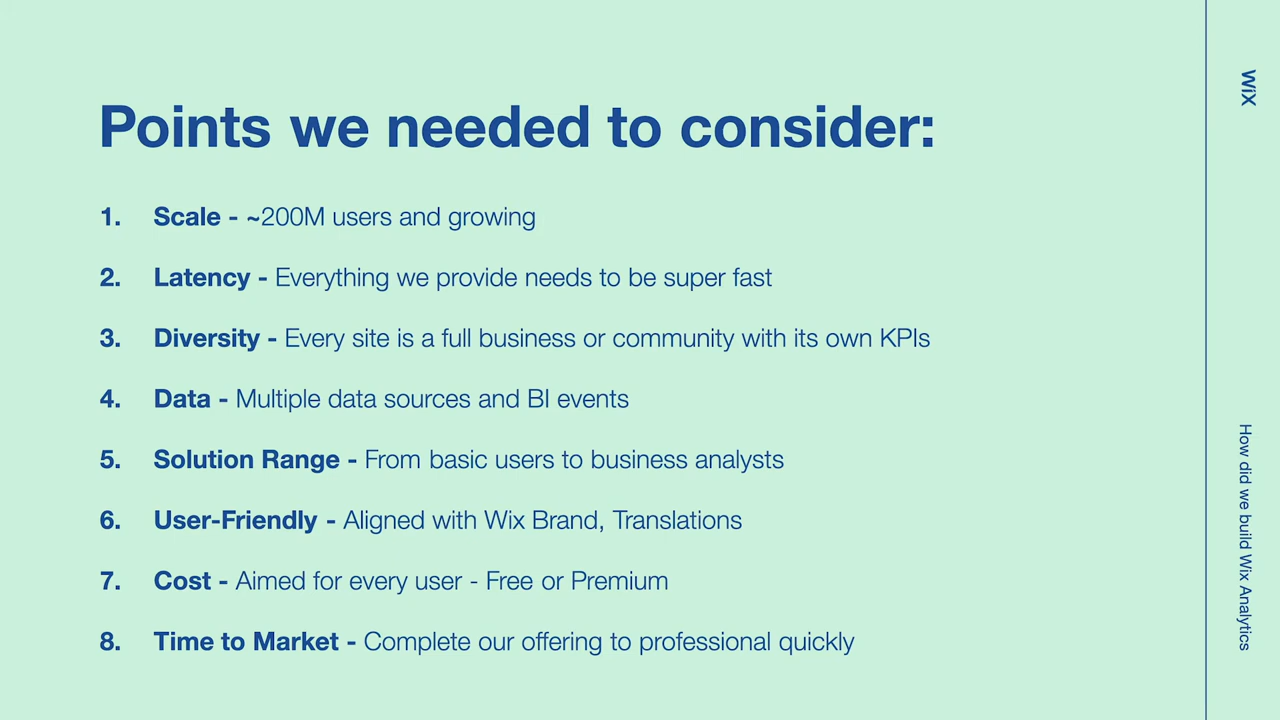 Points we needed to consider:
1. Scale - ~200M users and growing
2. Latency - Everything we provide needs to be super fast
3. Diversity - Every site is a full business or community with its own KPIs
4. Data - Multiple data sources and BI events
5. Solution Range - From basic users to business analysts
6. User-Friendly - Aligned with Wix Brand, Translations
7. Cost - Aimed for every user - Free or Premium
8. Time to Market - Complete our offering to professional quickly
WiX
How did we build Wix Analytics